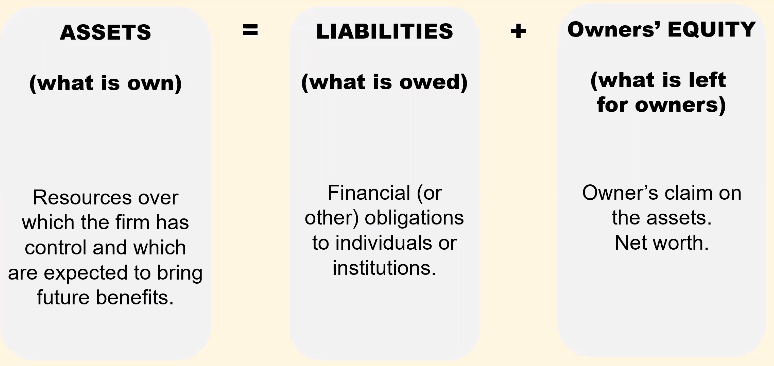 ASSETS
=
LIABILITIES
+
Owners' EQUITY
(what is own)
(what is owed)
(what is left
for owners)
Resources over
which the firm has
control and which
are expected to bring
future benefits.
Financial (or
other) obligations
to individuals or
institutions.
Owner's claim on
the assets.
Net worth.